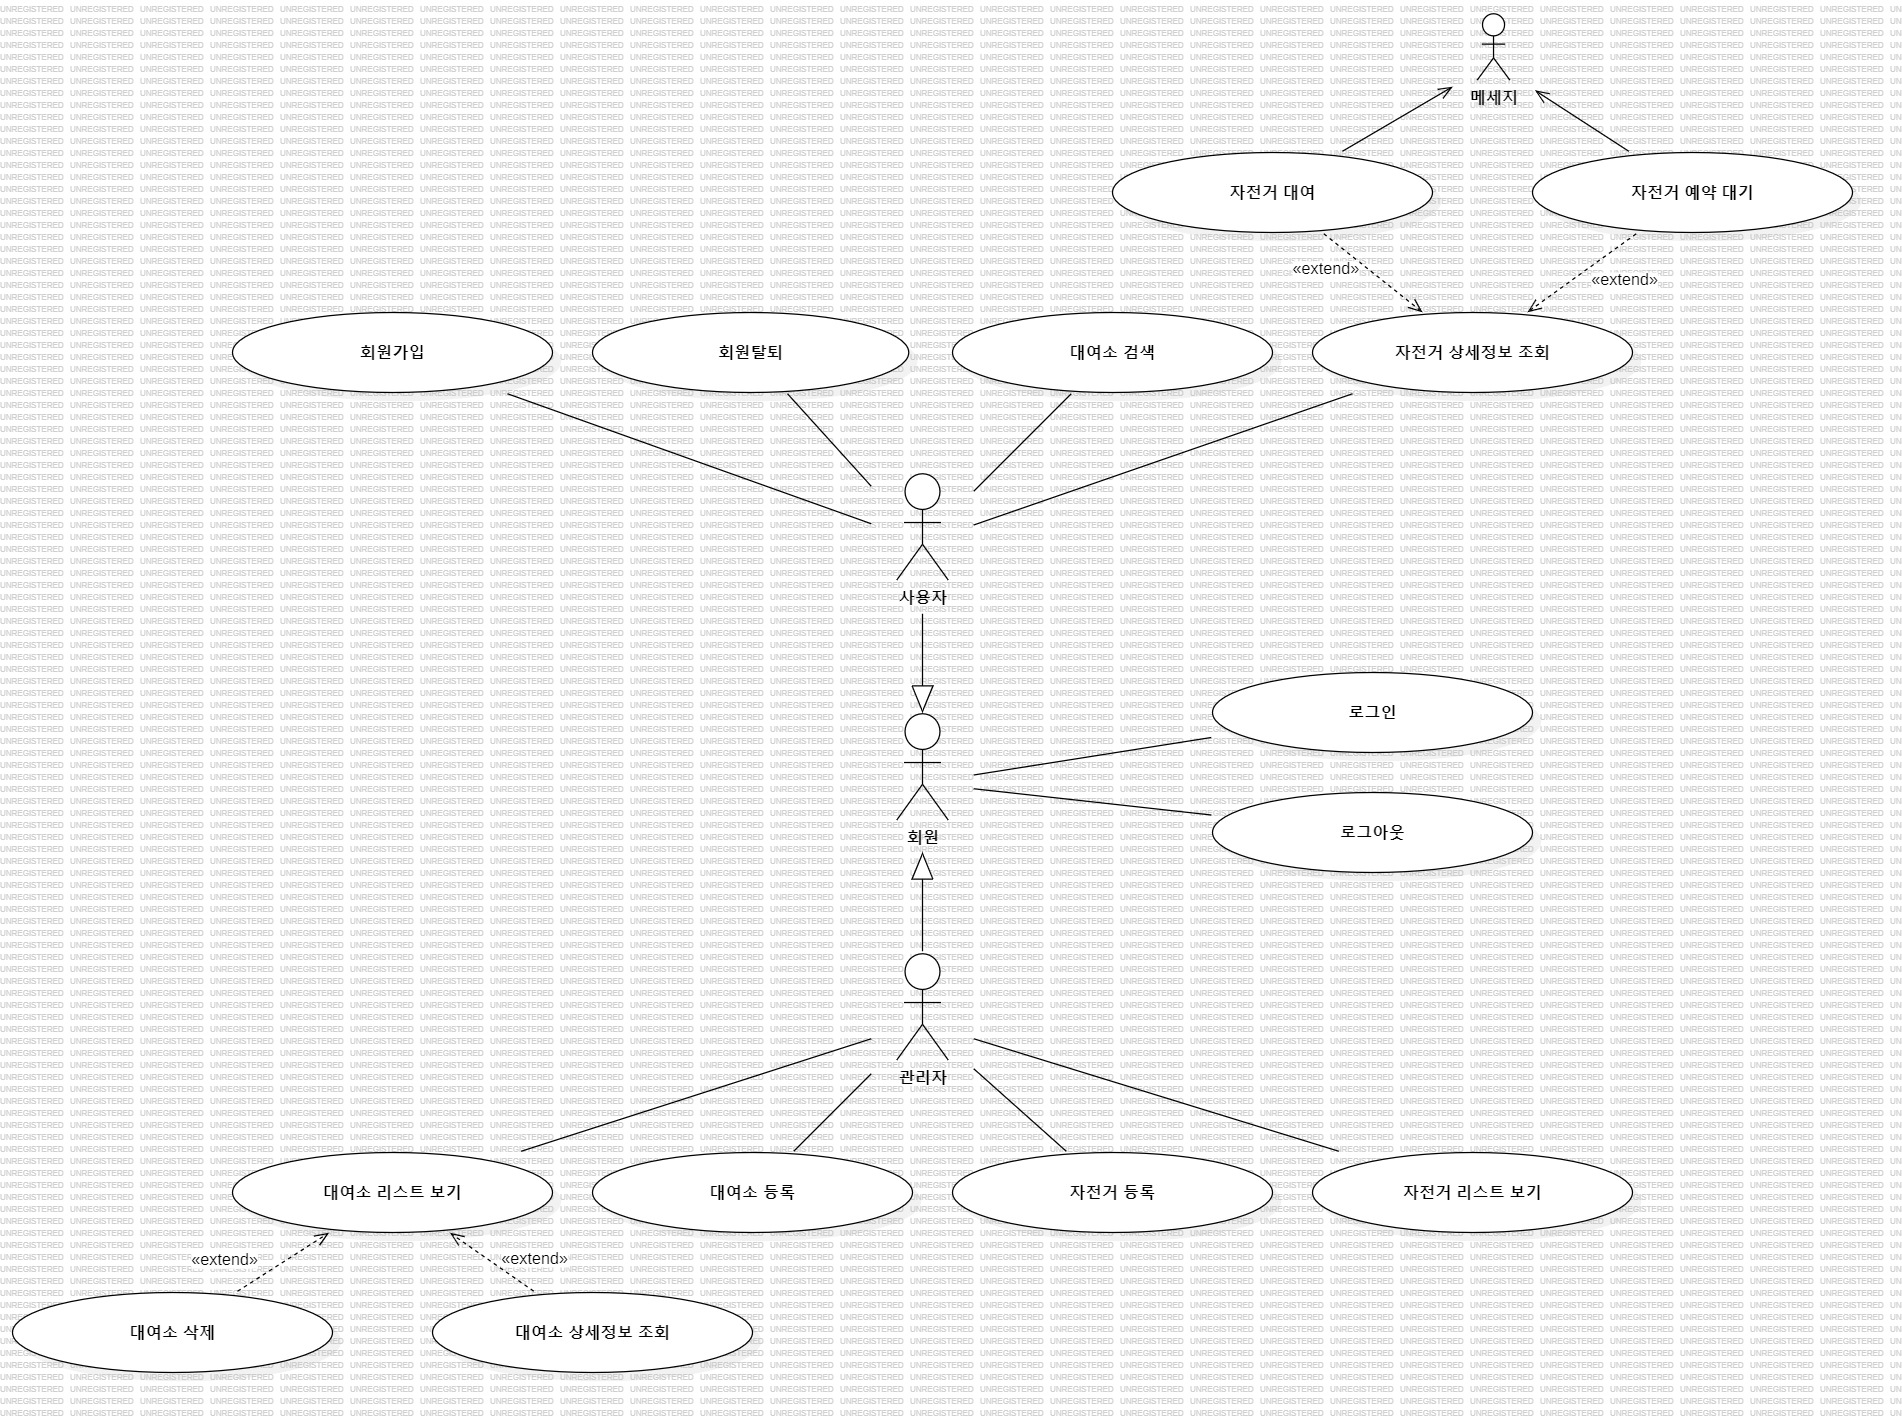 메세지
자전거 대여
자전거 예약 대기
«extend»
«extend»
회원가입
회원탈퇴
대여소 검색
자전거 상세정보 조회
사용자
로그인
회원
로그아웃
관리자
대여소 리스트 보기
대여소 등록
자전거 등록
자전거 리스트 보기
«extend»
«extend»
대여소 삭제
대여소 상세정보 조회
UNREGISTERED